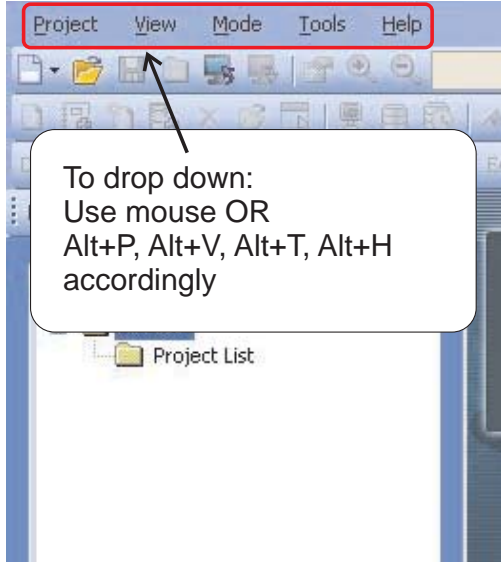 Project View Mode Tools Help
To drop down:
Use mouse OR
Alt+P, Alt+V, Alt+T, Alt+H
accordingly
Project List